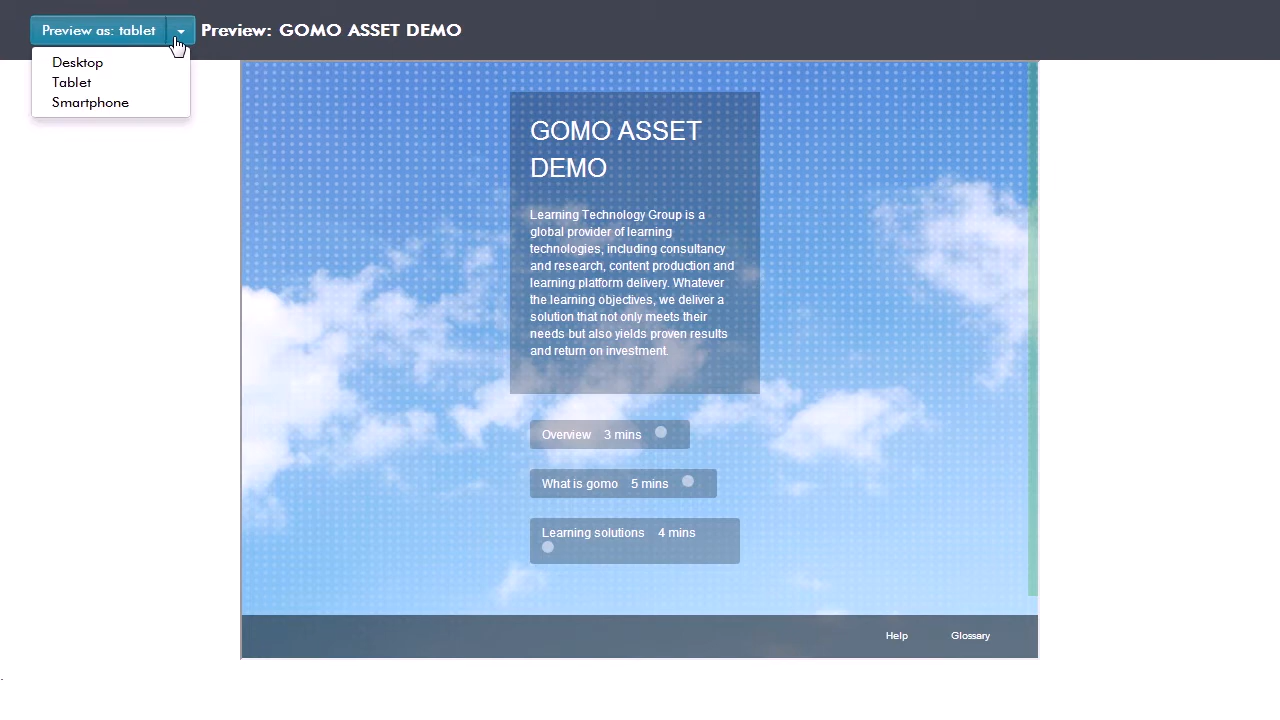 Preview as: tablet
Preview: GOMO ASSET DEMO
Desktop
Tablet
Smartphone
GOMO ASSET
DEMO
Learning Technology Group is a
global provider of learning
technologies, including consultancy
and research, content production and
learning platform delivery. Whatever
the learning objectives, we deliver a
solution that not only meets their
needs but also yields proven results
and return on investment.
Overview 3 mins
What is gomo 5 mins
Learning solutions 4 mins
Help Glossary